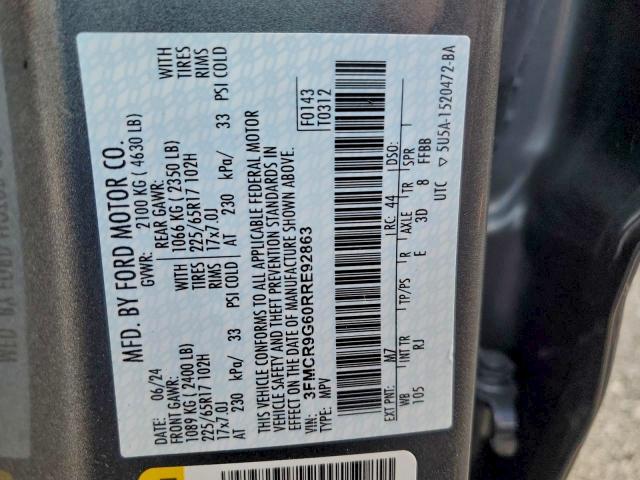 MFD. BY FORD MOTOR CO.
DATE: 06/24 GVWR: 2100 KG ( 4630 LB)
FRONT GAWR: REAR GAWR:
1089 KG ( 2400 LB) 1066 KG ( 2350 LB)
225/65R17 102H TIRES 225/65R17 102H TIRES
17x7.0J RIMS 17x7.0J RIMS
AT 230 kPa/ 33 PSI COLD AT 230 kPa/ 33 PSI COLD
THIS VEHICLE CONFORMS TO ALL APPLICABLE FEDERAL MOTOR
VEHICLE SAFETY AND THEFT PREVENTION STANDARDS IN
EFFECT ON THE DATE OF MANUFACTURE SHOWN ABOVE.
VIN: 3FMCR9G60RRE92863 F0143
TYPE: MPV T0312
EXT PNT: M7 RC: 44 DSO:
WB INT TR TP/PS R AXLE TR SPR
105 RJ E 3D 8 FFBB
UTC 5U5A-1520472-BA